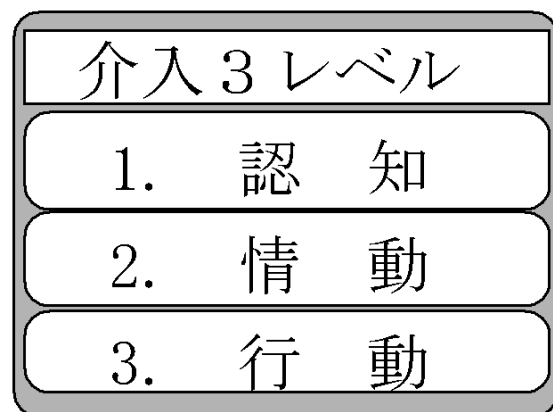 介入３レベル
1.　認　知
2.　情　動
3.　行　動